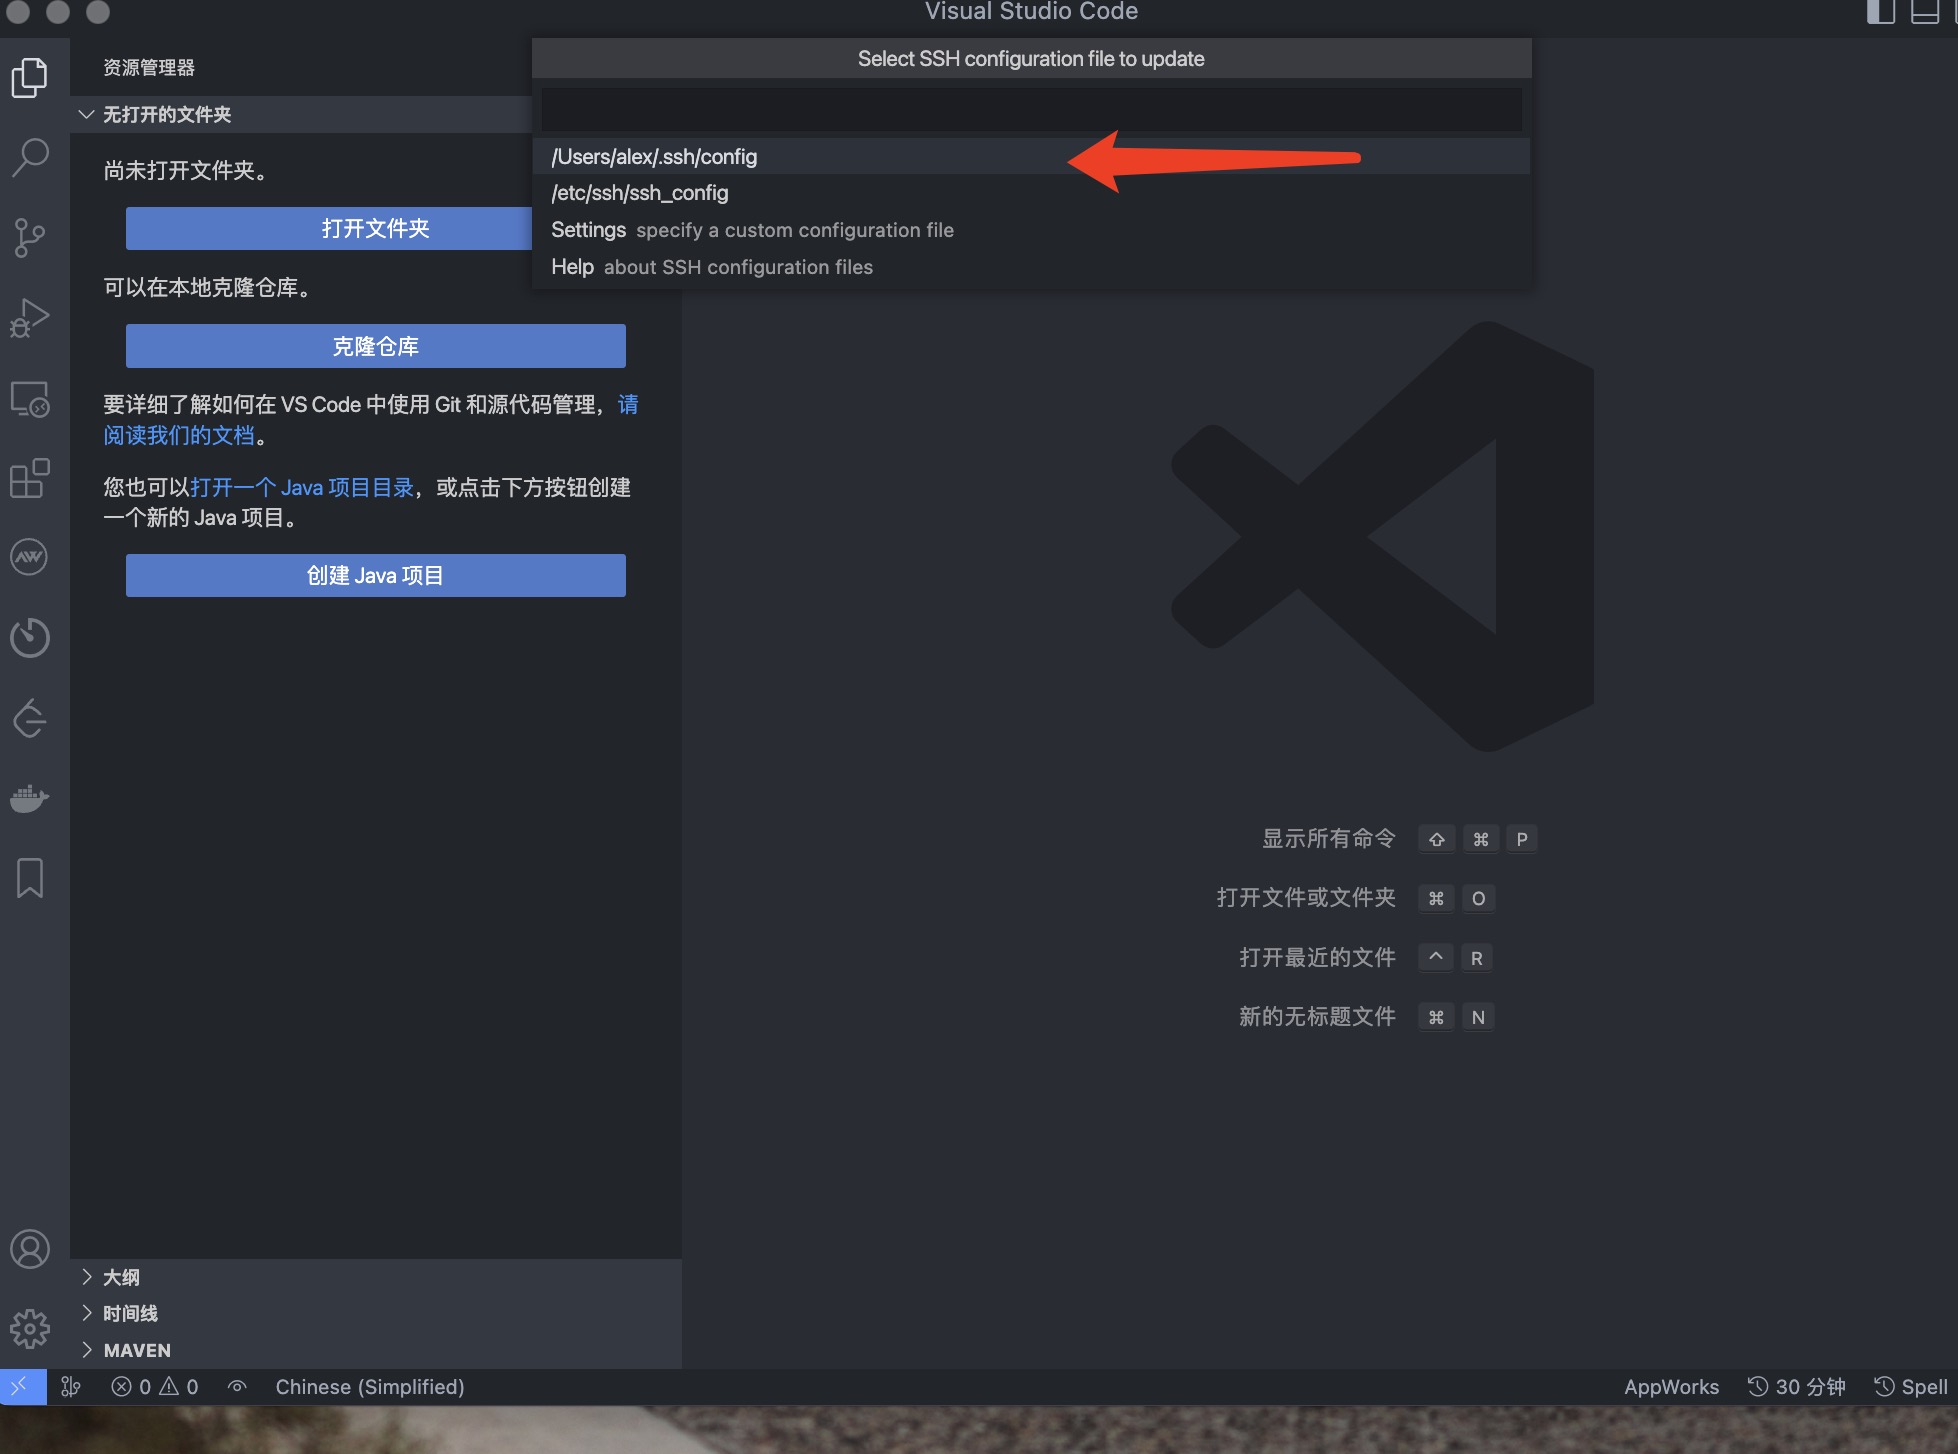 Visual Studio Code
资源管理器
无打开的文件夹
尚未打开文件夹。
打开文件夹
可以在本地克隆仓库。
克隆仓库
要详细了解如何在 VS Code 中使用 Git 和源代码管理，请
阅读我们的文档。
您也可以打开一个 Java 项目目录，或点击下方按钮创建
一个新的 Java 项目。
创建 Java 项目
Select SSH configuration file to update
/Users/alex/.ssh/config
/etc/ssh/ssh_config
Settings specify a custom configuration file
Help about SSH configuration files
显示所有命令 ⇧ ⌘ P
打开文件或文件夹 ⌘ O
打开最近的文件 ^ R
新的无标题文件 ⌘ N
大纲
时间线
MAVEN
0 0 Chinese (Simplified) AppWorks 30 分钟 Spell